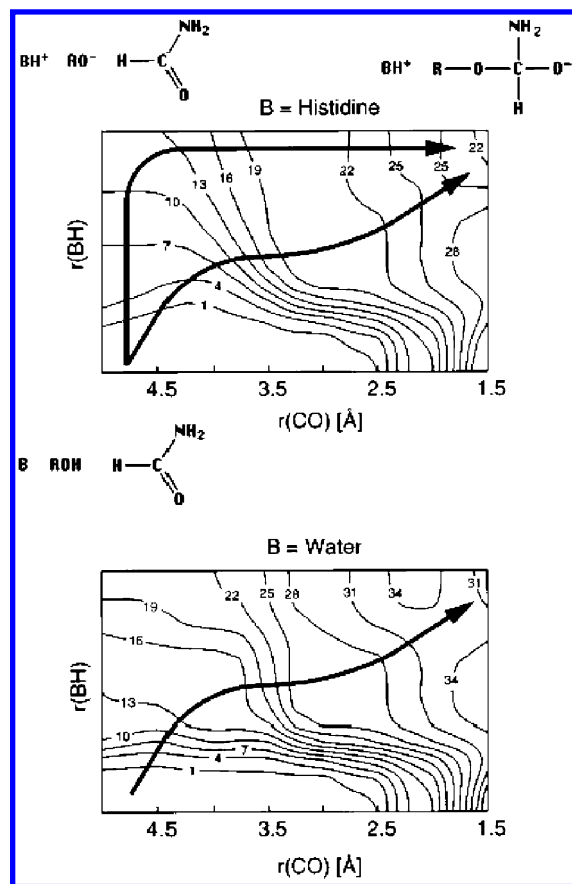 NH₂
NH₂
BH⁺ RO⁻ H C
BH⁺ R O C O⁻
O
H
B = Histidine
22
19 22 25 25
16
13
10
28
7
4
1
r(BH)
4.5 3.5 2.5 1.5
r(CO) [Å]
NH₂
B ROH H C
O
B = Water
22 25 28 31 34 31
19
16
34
13
10 7
4
1
r(BH)
4.5 3.5 2.5 1.5
r(CO) [Å]